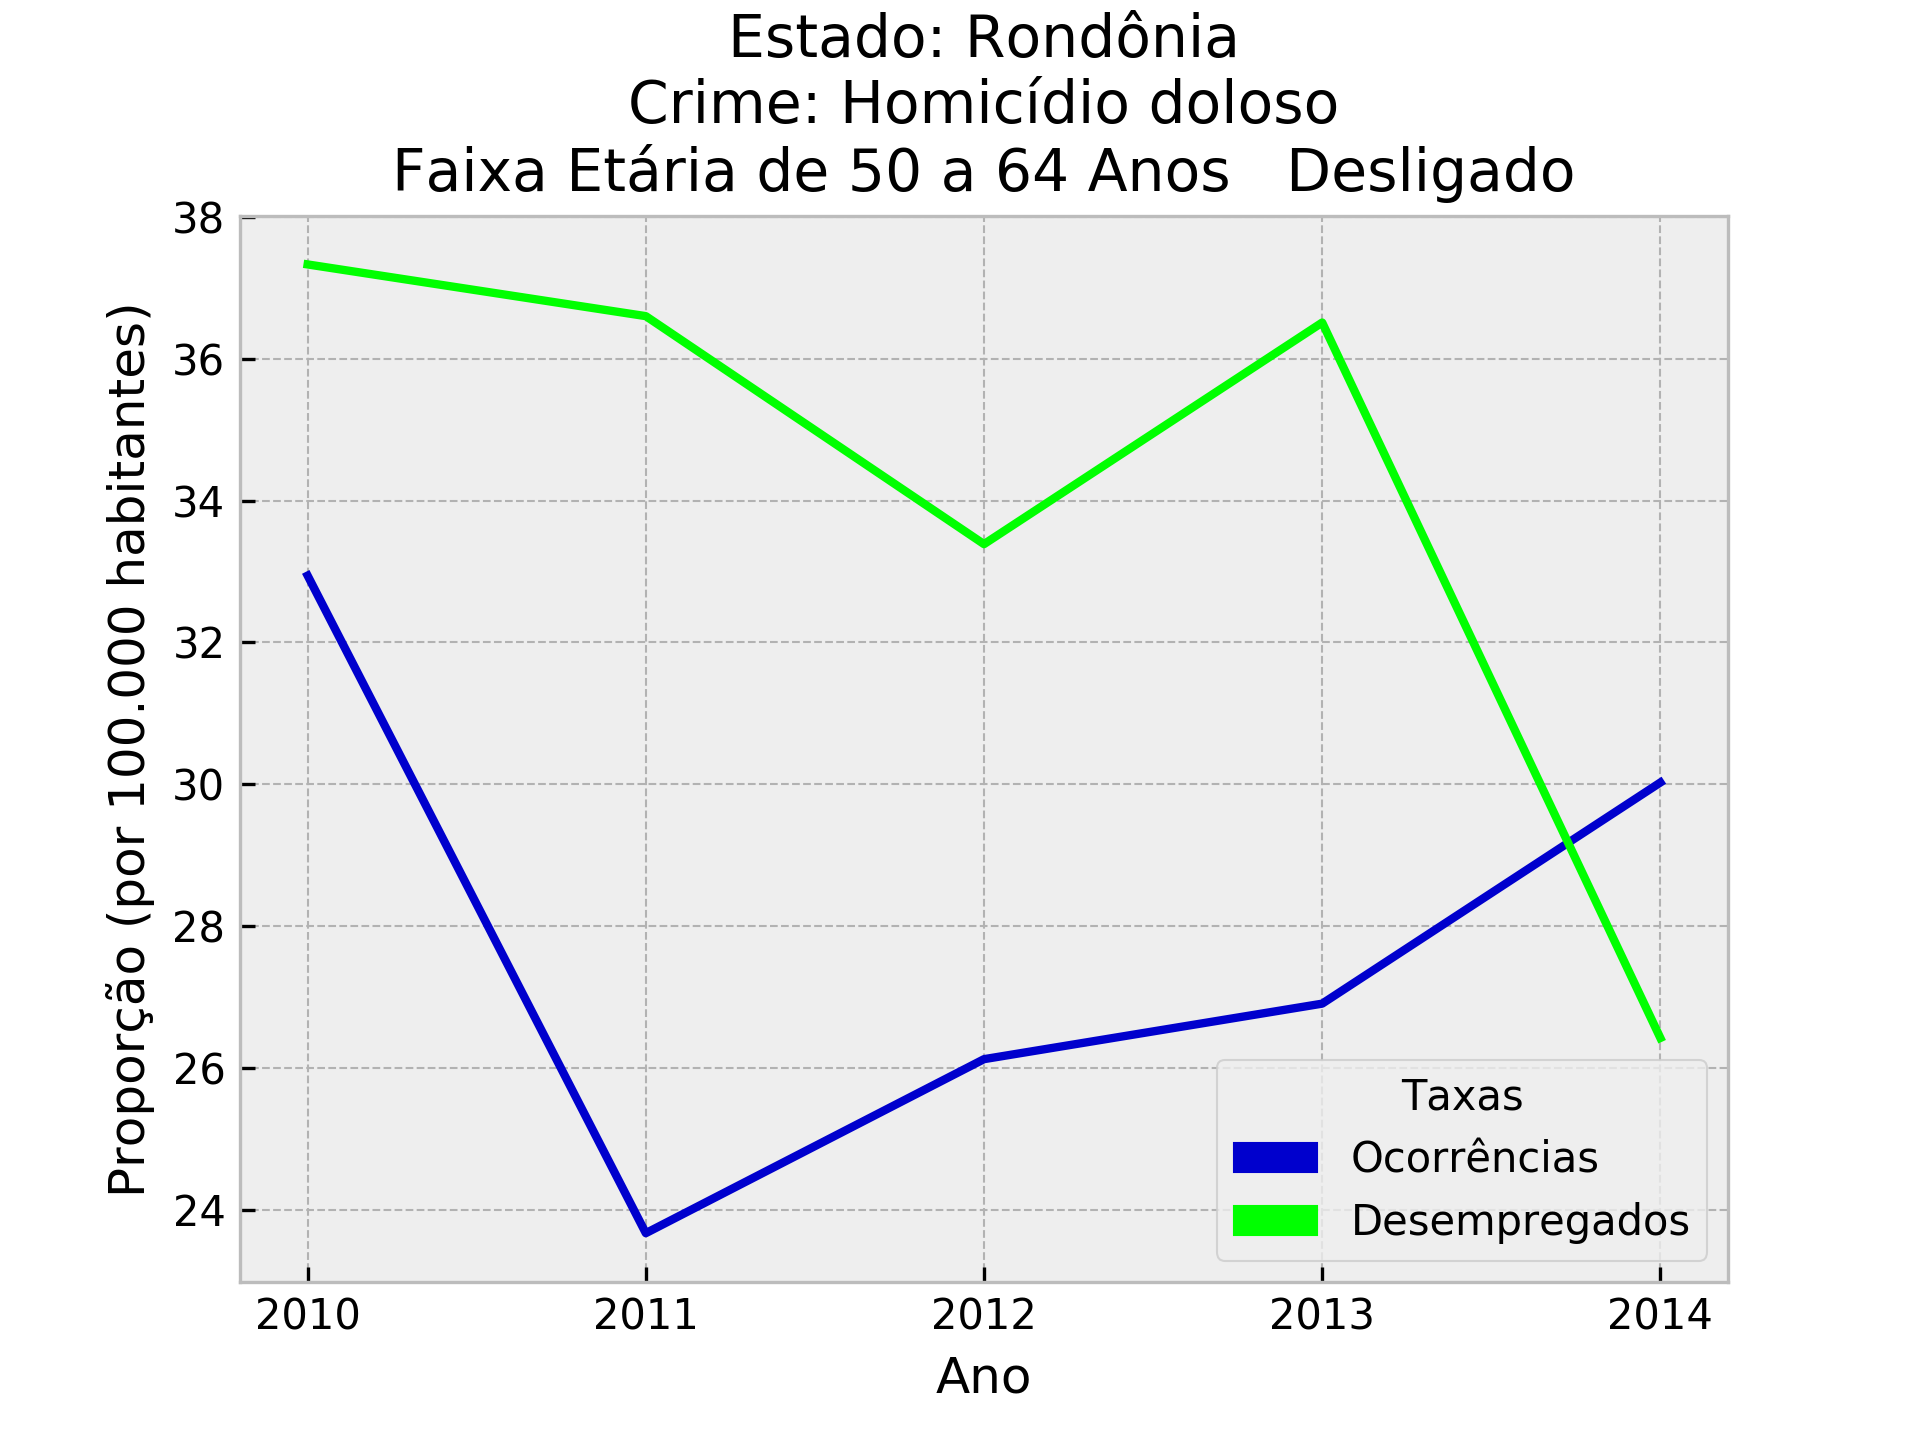 Estado: Rondônia
Crime: Homicídio doloso
Faixa Etária de 50 a 64 Anos   Desligado
Proporção (por 100.000 habitantes)
38
36
34
32
30
28
26
24
Taxas
Ocorrências
Desempregados
2010 2011 2012 2013 2014
Ano